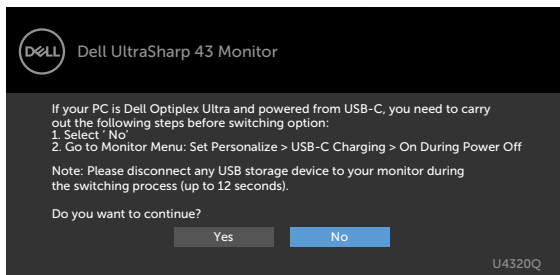 DELL
Dell UltraSharp 43 Monitor
If your PC is Dell Optiplex Ultra and powered from USB-C, you need to carry
out the following steps before switching option:
1. Select ‘ No’
2. Go to Monitor Menu: Set Personalize > USB-C Charging > On During Power Off
Note: Please disconnect any USB storage device to your monitor during
the switching process (up to 12 seconds).
Do you want to continue?
Yes No
U4320Q